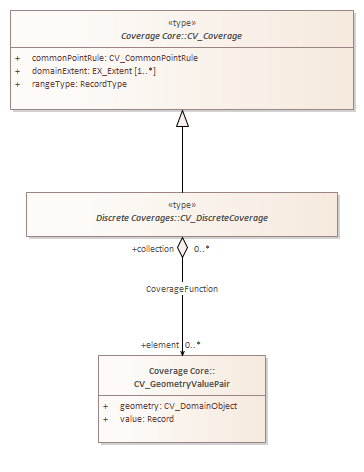 «type»
Coverage Core::CV_Coverage
+ commonPointRule: CV_CommonPointRule
+ domainExtent: EX_Extent [1..*]
+ rangeType: RecordType
«type»
Discrete Coverages::CV_DiscreteCoverage
+collection 0..*
CoverageFunction
+element 0..*
Coverage Core::
CV_GeometryValuePair
+ geometry: CV_DomainObject
+ value: Record